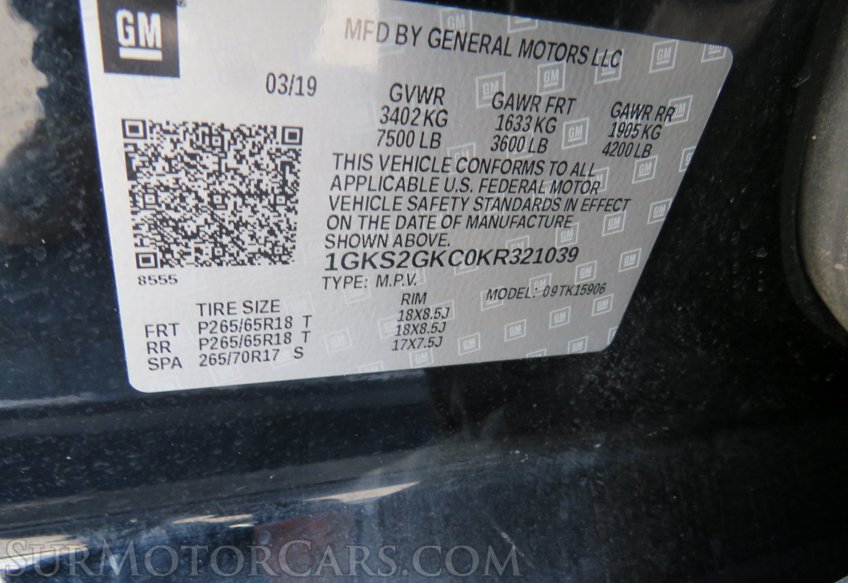 GM
MFD BY GENERAL MOTORS LLC
03/19
GVWR GAWR FRT GAWR RR
3402 KG 1633 KG 1905 KG
7500 LB 3600 LB 4200 LB
THIS VEHICLE CONFORMS TO ALL
APPLICABLE U.S. FEDERAL MOTOR
VEHICLE SAFETY STANDARDS IN EFFECT
ON THE DATE OF MANUFACTURE
SHOWN ABOVE.
8555
1GKS2GKC0KR321039
TYPE: M.P.V. MODEL: 09TK15906
TIRE SIZE RIM
FRT P265/65R18 T 18X8.5J
RR P265/65R18 T 18X8.5J
SPA 265/70R17 S 17X7.5J
SurMotorCars.com